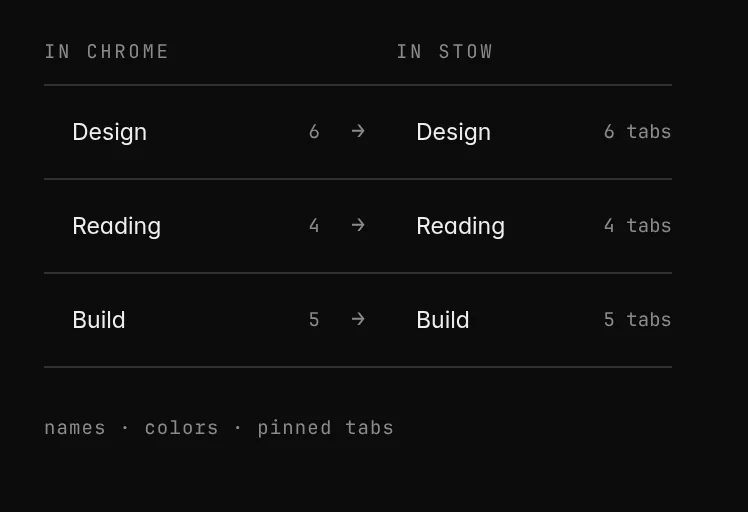 IN CHROME IN STOW
Design 6 → Design 6 tabs
Reading 4 → Reading 4 tabs
Build 5 → Build 5 tabs
names · colors · pinned tabs